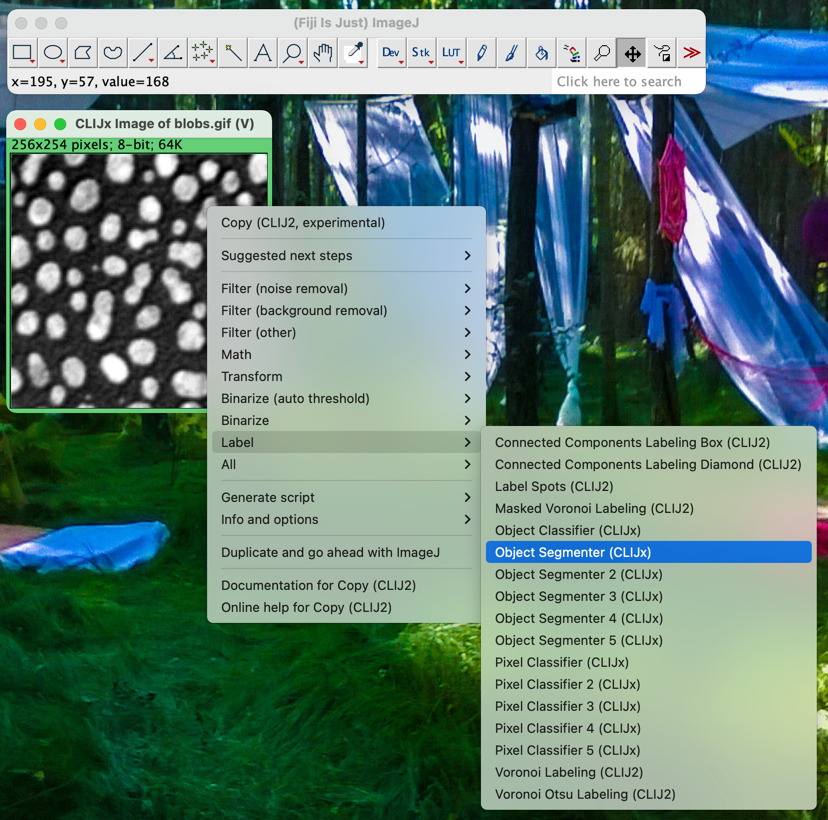 (Fiji Is Just) ImageJ
Dev Stk LUT
x=195, y=57, value=168
Click here to search
CLIJx Image of blobs.gif (V)
256x254 pixels; 8-bit; 64K
Copy (CLIJ2, experimental)
Suggested next steps
Filter (noise removal)
Filter (background removal)
Filter (other)
Math
Transform
Binarize (auto threshold)
Binarize
Label
All
Generate script
Info and options
Duplicate and go ahead with ImageJ
Documentation for Copy (CLIJ2)
Online help for Copy (CLIJ2)
Connected Components Labeling Box (CLIJ2)
Connected Components Labeling Diamond (CLIJ2)
Label Spots (CLIJ2)
Masked Voronoi Labeling (CLIJ2)
Object Classifier (CLIJx)
Object Segmenter (CLIJx)
Object Segmenter 2 (CLIJx)
Object Segmenter 3 (CLIJx)
Object Segmenter 4 (CLIJx)
Object Segmenter 5 (CLIJx)
Pixel Classifier (CLIJx)
Pixel Classifier 2 (CLIJx)
Pixel Classifier 3 (CLIJx)
Pixel Classifier 4 (CLIJx)
Pixel Classifier 5 (CLIJx)
Voronoi Labeling (CLIJ2)
Voronoi Otsu Labeling (CLIJ2)